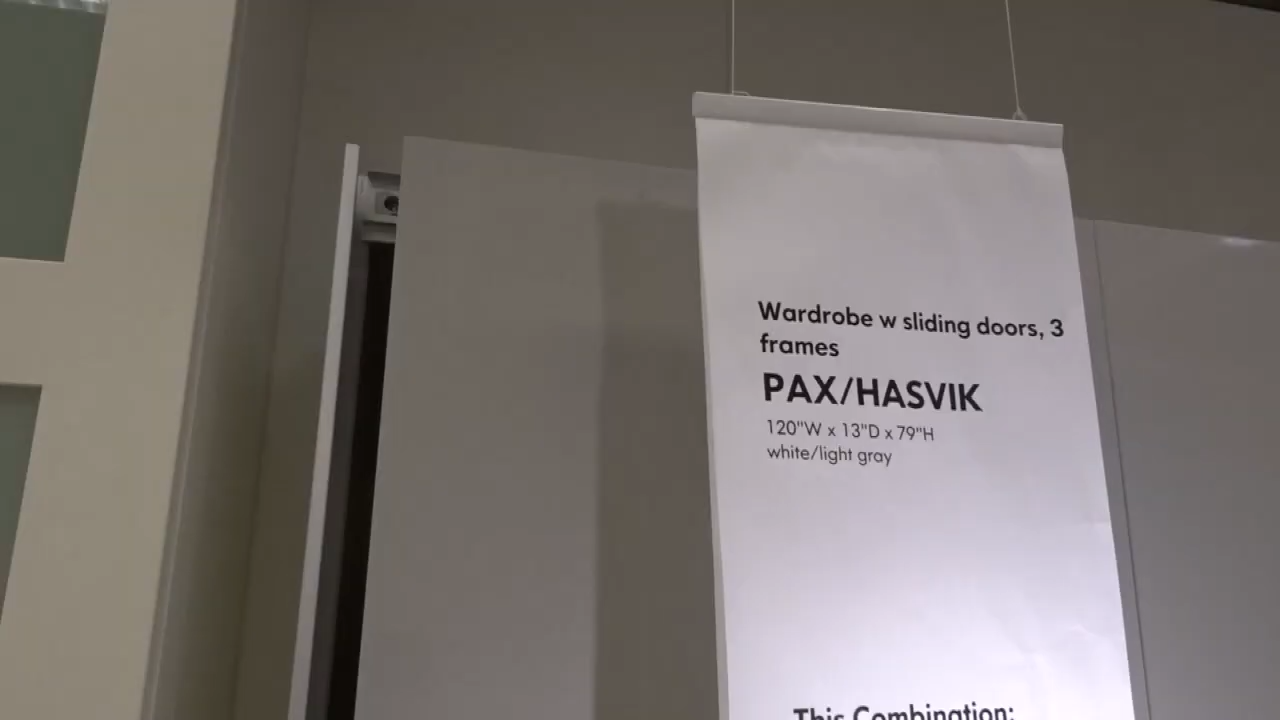 Wardrobe w sliding doors, 3
frames
PAX/HASVIK
120"W x 13"D x 79"H
white/light gray
This Combination: